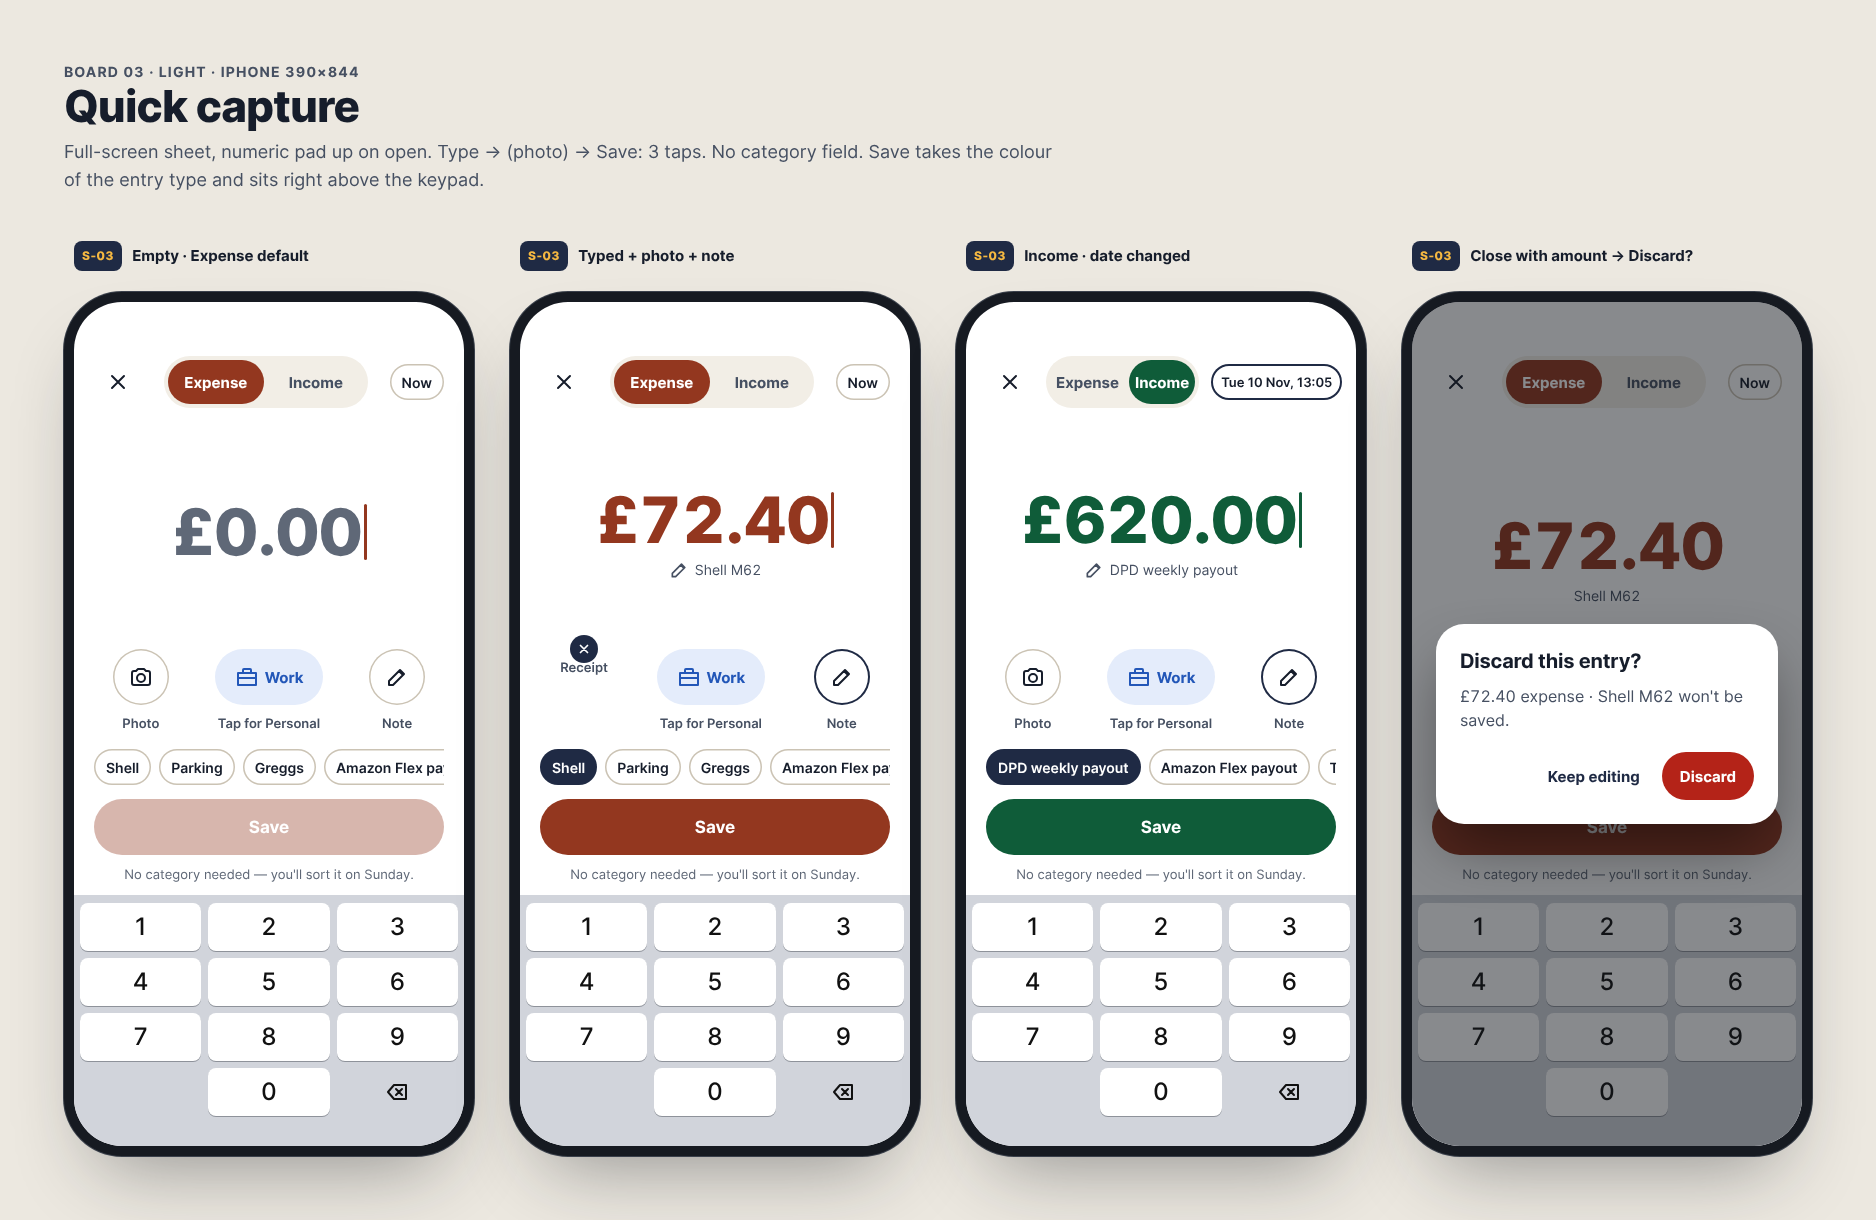 BOARD 03 · LIGHT · IPHONE 390×844
Quick capture
Full-screen sheet, numeric pad up on open. Type → (photo) → Save: 3 taps. No category field. Save takes the colour
of the entry type and sits right above the keypad.
S-03 Empty · Expense default
Expense Income Now
£0.00
Work
Photo Tap for Personal Note
Shell Parking Greggs Amazon Flex pay
Save
No category needed — you'll sort it on Sunday.
1 2 3
4 5 6
7 8 9
0
S-03 Typed + photo + note
Expense Income Now
£72.40
Shell M62
Receipt
Work
Tap for Personal Note
Shell Parking Greggs Amazon Flex pay
Save
No category needed — you'll sort it on Sunday.
1 2 3
4 5 6
7 8 9
0
S-03 Income · date changed
Expense Income Tue 10 Nov, 13:05
£620.00
DPD weekly payout
Work
Photo Tap for Personal Note
DPD weekly payout Amazon Flex payout T
Save
No category needed — you'll sort it on Sunday.
1 2 3
4 5 6
7 8 9
0
S-03 Close with amount → Discard?
Expense Income Now
£72.40
Shell M62
Discard this entry?
£72.40 expense · Shell M62 won't be
saved.
Keep editing Discard
Save
No category needed — you'll sort it on Sunday.
1 2 3
4 5 6
7 8 9
0